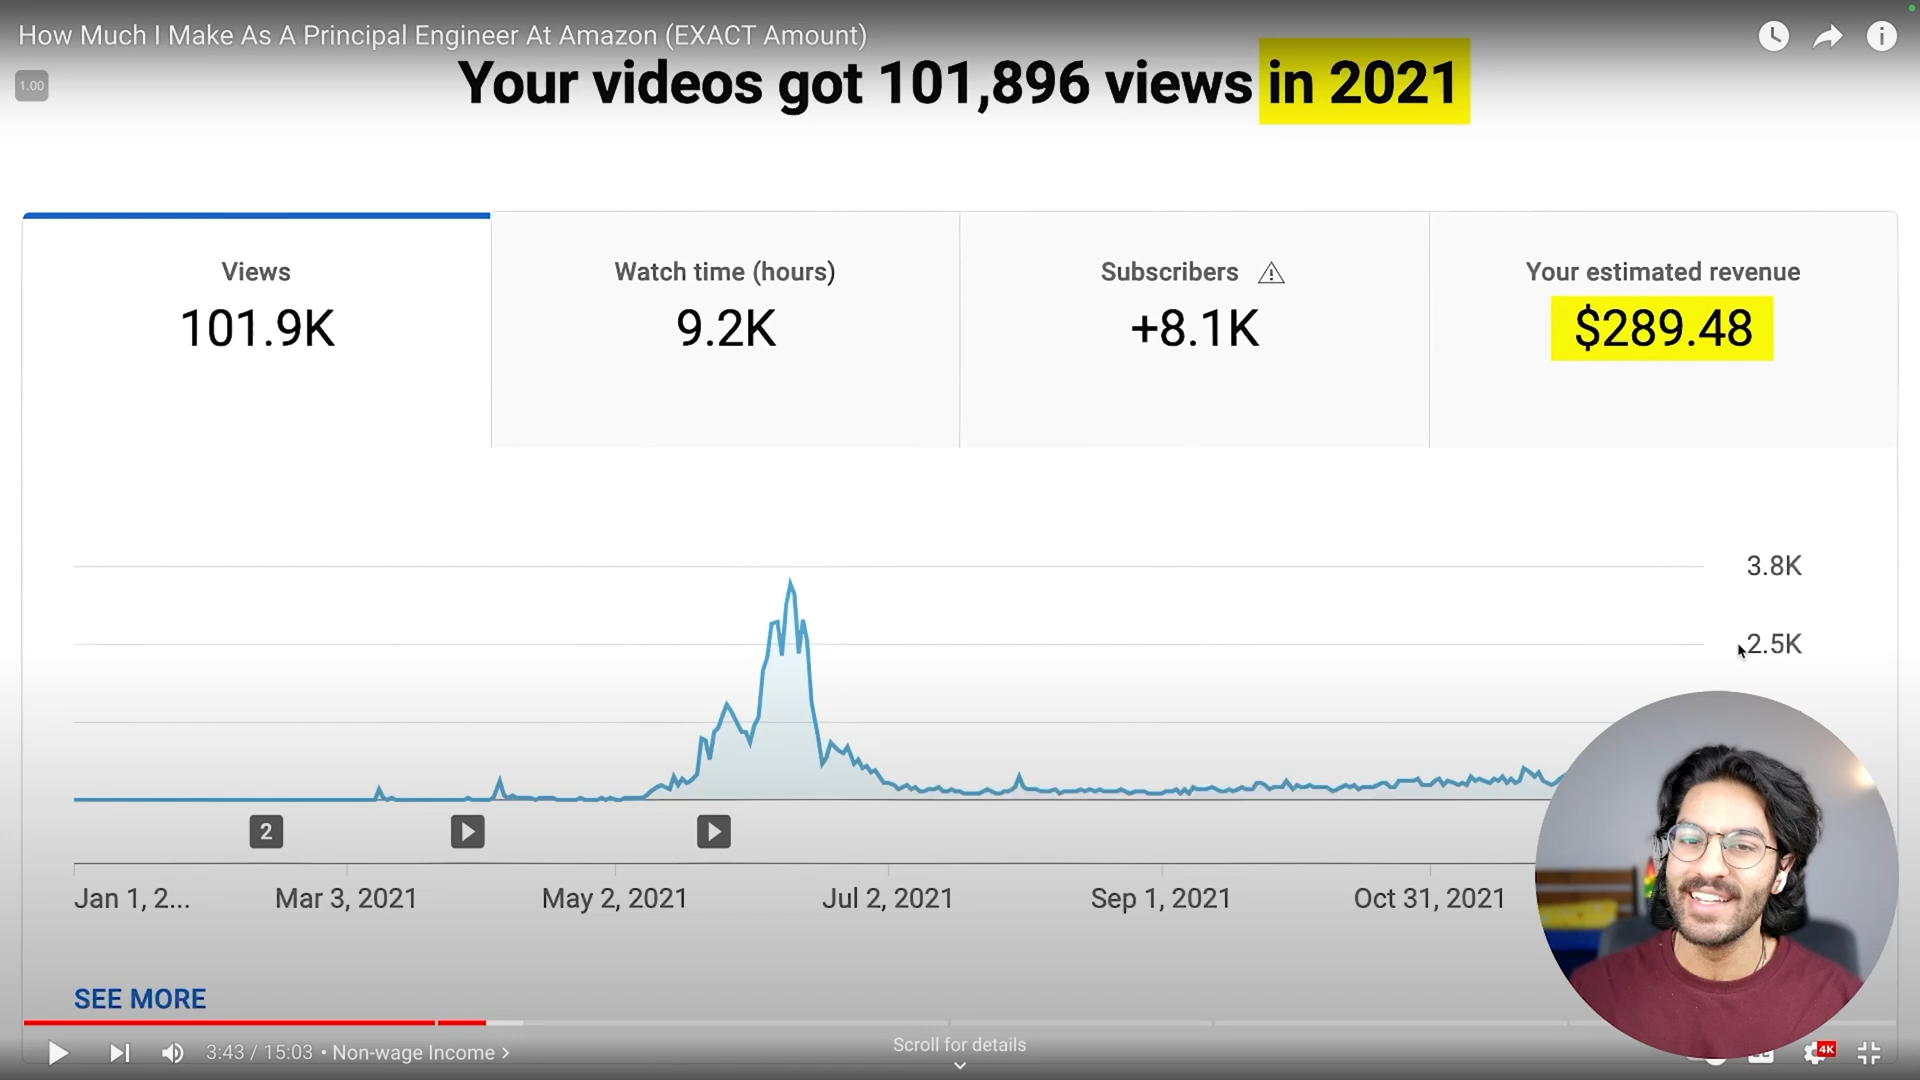 How Much I Make As A Principal Engineer At Amazon (EXACT Amount)
1.00
Your videos got 101,896 views in 2021
Views
101.9K
Watch time (hours)
9.2K
Subscribers
+8.1K
Your estimated revenue
$289.48
3.8K
2.5K
2
Jan 1, 2...
Mar 3, 2021
May 2, 2021
Jul 2, 2021
Sep 1, 2021
Oct 31, 2021
SEE MORE
3:43 / 15:03 • Non-wage Income >
Scroll for details
4K